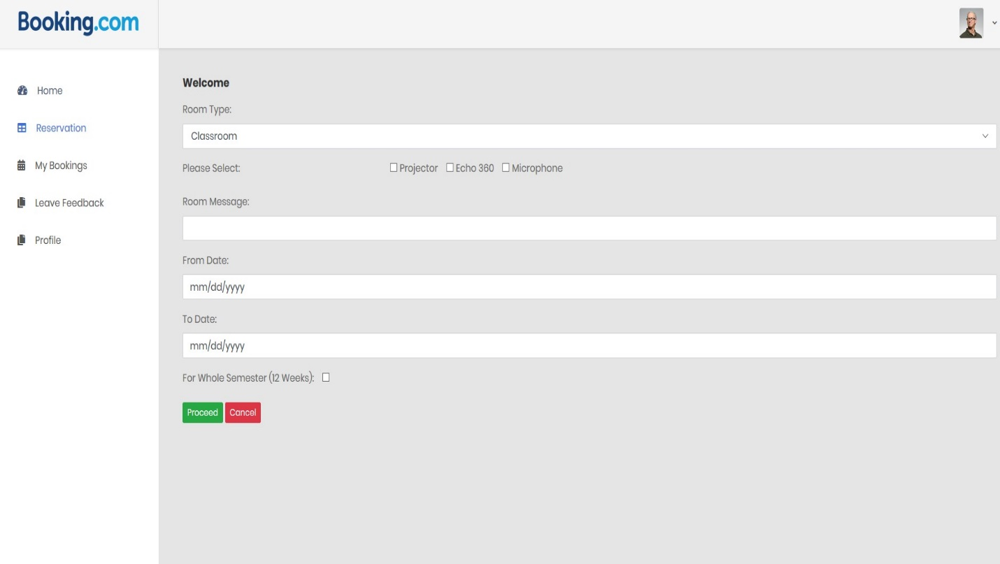 Booking.com
Home
Reservation
My Bookings
Leave Feedback
Profile
Welcome
Room Type:
Classroom
Please Select: Projector Echo 360 Microphone
Room Message:
From Date:
mm/dd/yyyy
To Date:
mm/dd/yyyy
For Whole Semester (12 Weeks):
Proceed Cancel